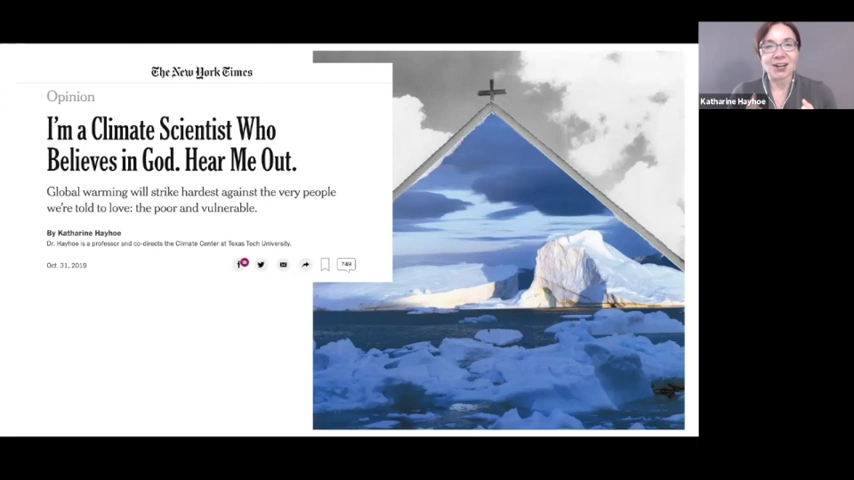 The New York Times
Opinion
I'm a Climate Scientist Who
Believes in God. Hear Me Out.
Global warming will strike hardest against the very people
we're told to love: the poor and vulnerable.
By Katharine Hayhoe
Dr. Hayhoe is a professor and co-directs the Climate Center at Texas Tech University.
Oct. 31, 2019
749
Katharine Hayhoe